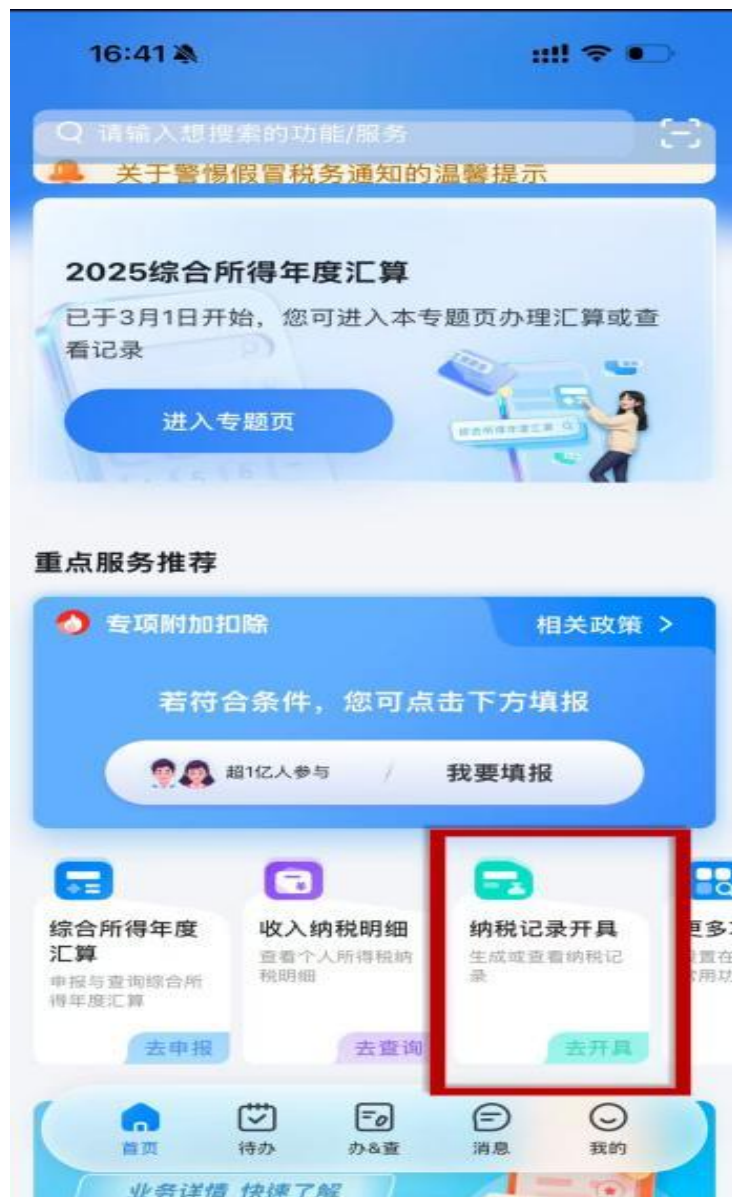 16:41
请输入想搜索的功能/服务
关于警惕假冒税务通知的温馨提示
2025综合所得年度汇算
已于3月1日开始，您可进入本专题页办理汇算或查
看记录
进入专题页
重点服务推荐
专项附加扣除
相关政策 >
若符合条件，您可点击下方填报
超1亿人参与 / 我要填报
综合所得年度
汇算
申报与查询综合所
得年度汇算
去申报
收入纳税明细
查看个人所得税纳
税明细
去查询
纳税记录开具
生成或查看纳税记
录
去开具
更多
置在
用功
首页
待办
办&查
消息
我的
业务详情 快速了解